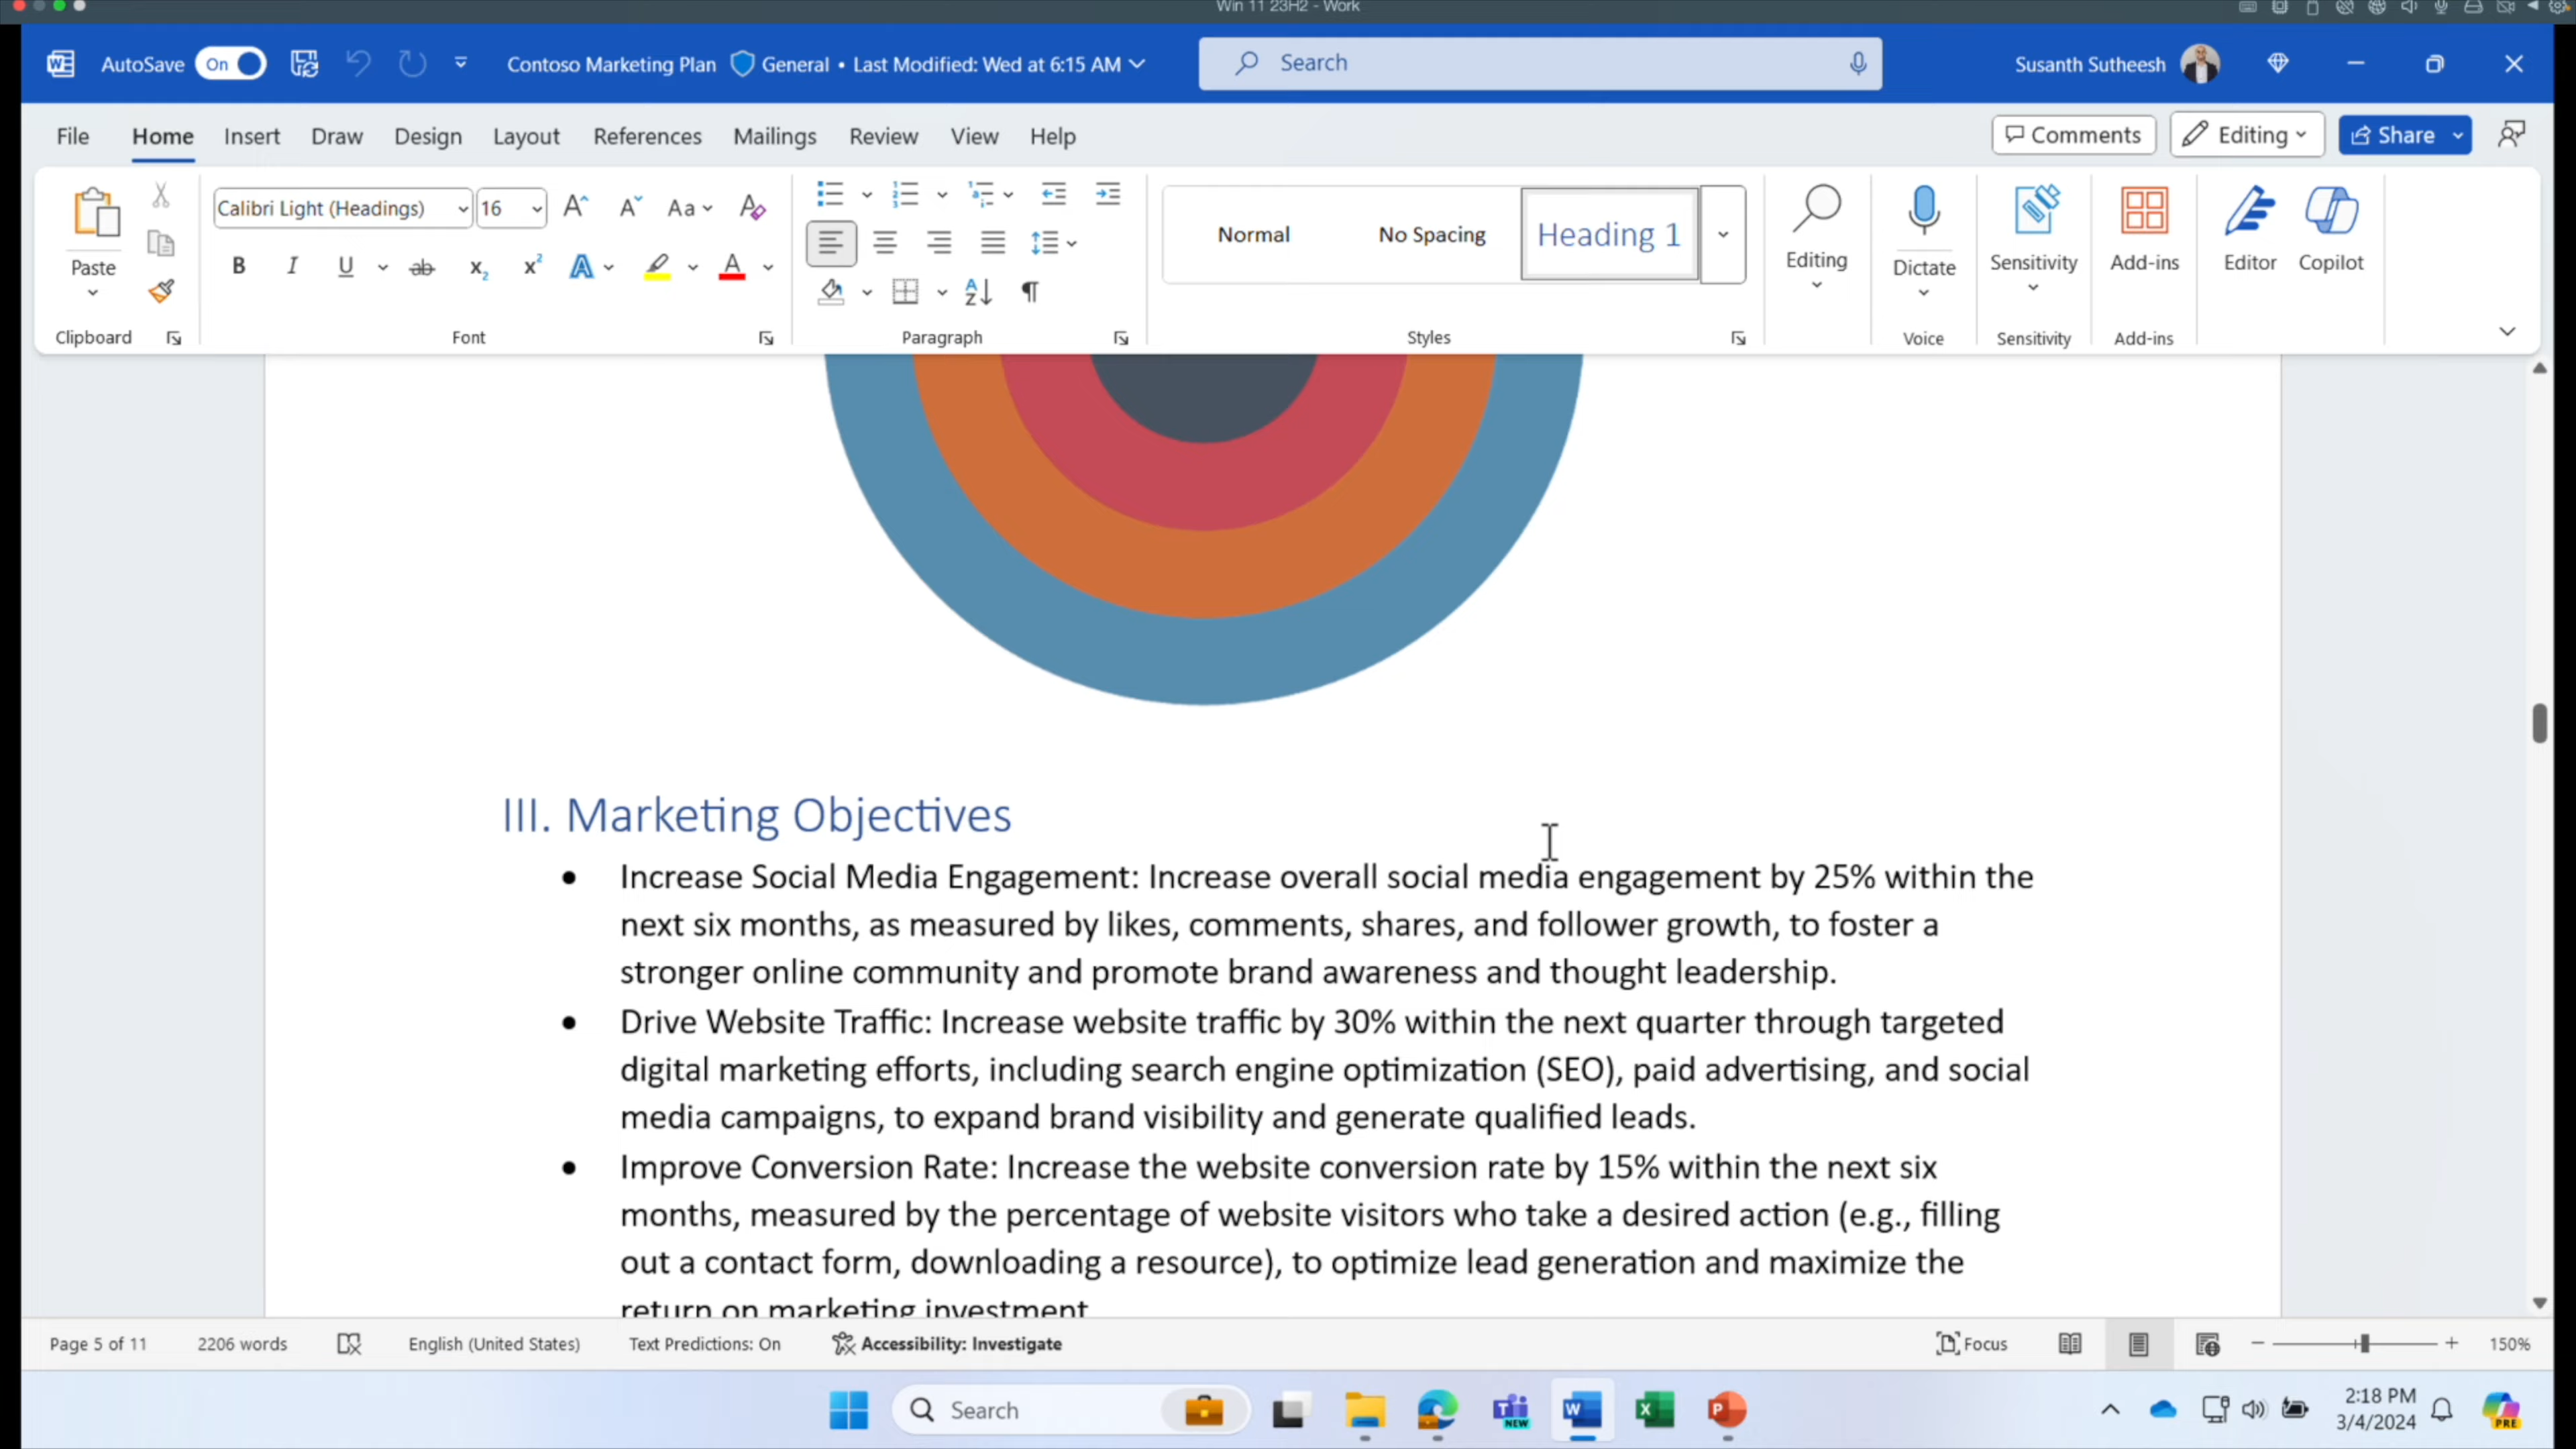 Win 11 23H2 - Work
AutoSave On Contoso Marketing Plan General • Last Modified: Wed at 6:15 AM Search Susanth Sutheesh
File Home Insert Draw Design Layout References Mailings Review View Help Comments Editing Share
Paste
Clipboard
Calibri Light (Headings) 16
Font
Paragraph
Normal No Spacing Heading 1
Styles
Editing
Dictate
Voice
Sensitivity
Sensitivity
Add-ins
Add-ins
Editor Copilot
III. Marketing Objectives
• Increase Social Media Engagement: Increase overall social media engagement by 25% within the
next six months, as measured by likes, comments, shares, and follower growth, to foster a
stronger online community and promote brand awareness and thought leadership.
• Drive Website Traffic: Increase website traffic by 30% within the next quarter through targeted
digital marketing efforts, including search engine optimization (SEO), paid advertising, and social
media campaigns, to expand brand visibility and generate qualified leads.
• Improve Conversion Rate: Increase the website conversion rate by 15% within the next six
months, measured by the percentage of website visitors who take a desired action (e.g., filling
out a contact form, downloading a resource), to optimize lead generation and maximize the
return on marketing investment
Page 5 of 11 2206 words English (United States) Text Predictions: On Accessibility: Investigate Focus 150%
Search NEW 2:18 PM
3/4/2024 PRE